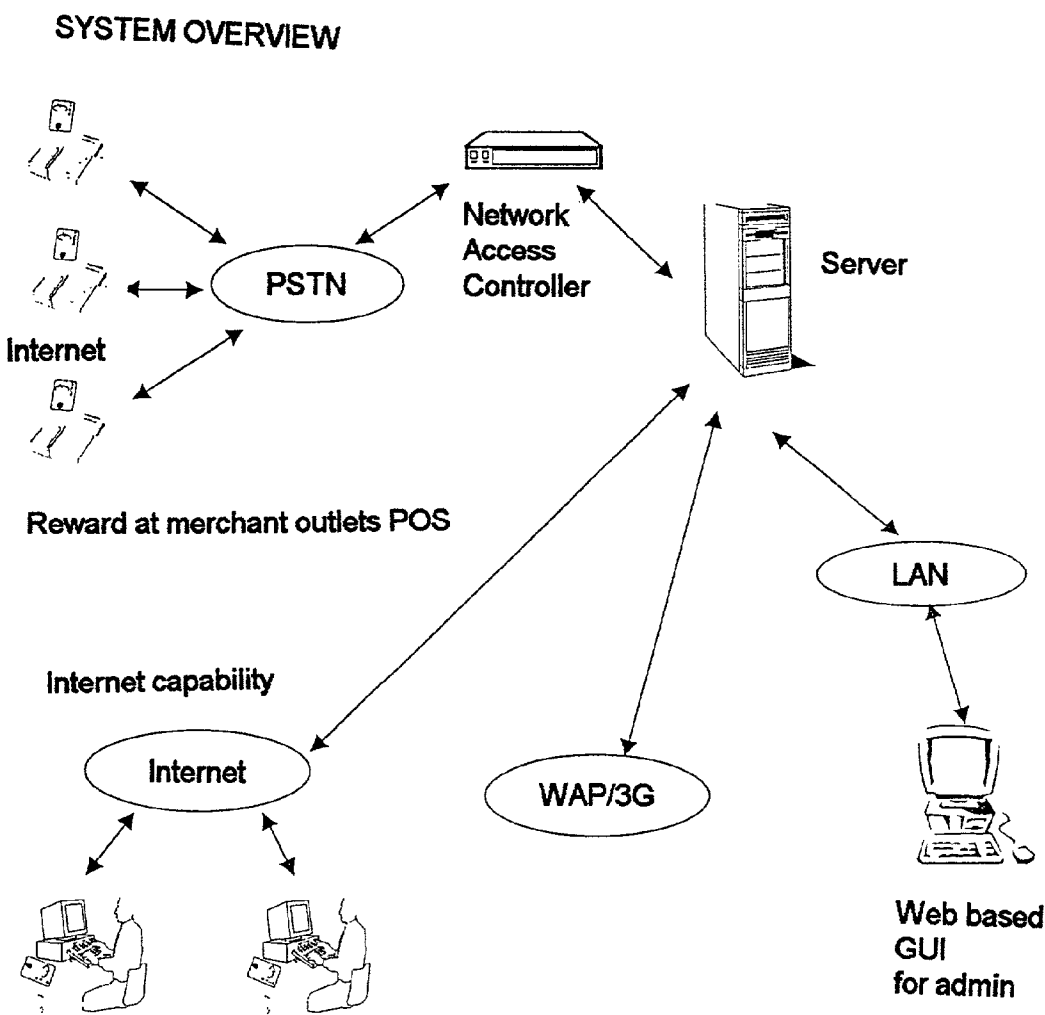 SYSTEM OVERVIEW
Network
Access
Controller
PSTN
Server
Internet
Reward at merchant outlets POS
LAN
Internet capability
Internet
WAP/3G
Web based
GUI
for admin